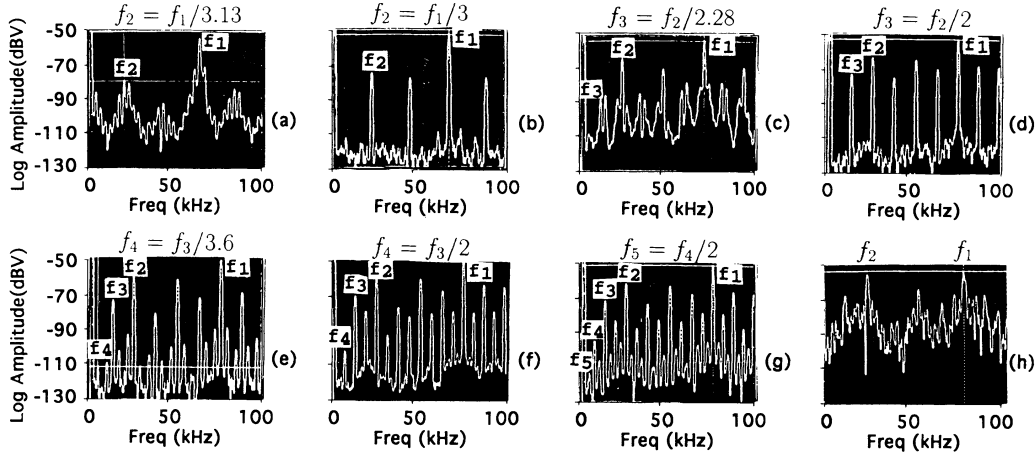 f₂ = f₁/3.13
f₂ = f₁/3
f₃ = f₂/2.28
f₃ = f₂/2
Log Amplitude(dBV)
-50
-70
-90
-110
-130
f2
f1
(a)
f2
f1
(b)
f3
f2
f1
(c)
f3
f2
f1
(d)
0 50 100
0 50 100
0 50 100
0 50 100
Freq (kHz)
Freq (kHz)
Freq (kHz)
Freq (kHz)
f₄ = f₃/3.6
f₄ = f₃/2
f₅ = f₄/2
f₂
f₁
Log Amplitude (dBV)
-50
-70
-90
-110
-130
f4
f3
f2
f1
(e)
f4
f3
f2
f1
(f)
f5
f4
f3
f2
f1
(g)
(h)
0 50 100
0 50 100
0 50 100
0 50 100
Freq (kHz)
Freq (kHz)
Freq (kHz)
Freq (kHz)